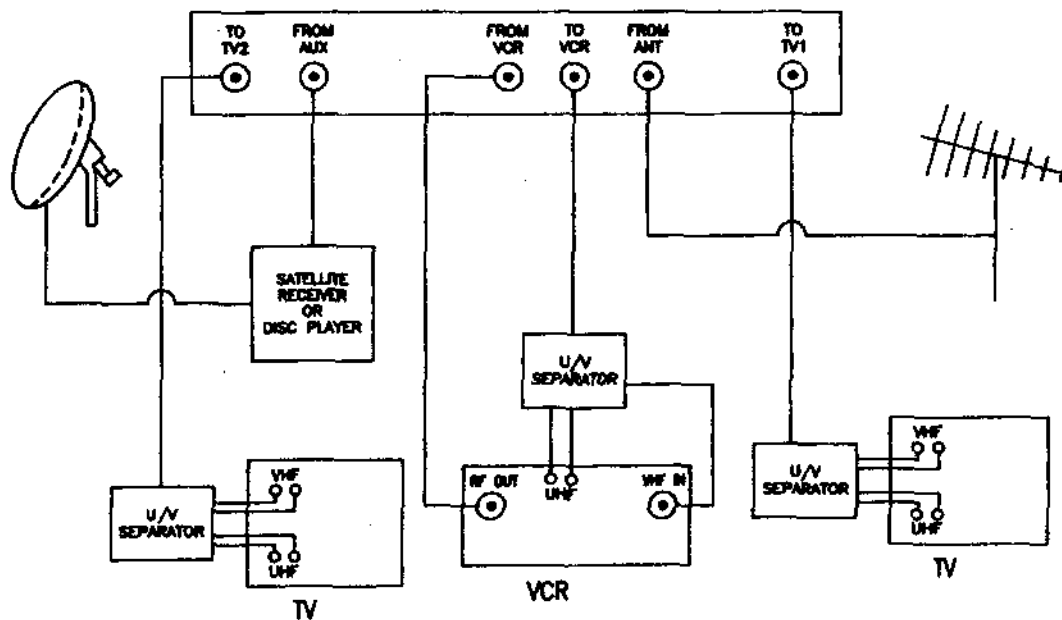 TO
TV2
FROM
AUX
FROM
VCR
TO
VCR
FROM
ANT
TO
TV1
SATELLITE
RECEIVER
OR
DISC PLAYER
U/V
SEPARATOR
U/V
SEPARATOR
VHF
UHF
TV
RF OUT
UHF
VHF IN
VCR
U/V
SEPARATOR
VHF
UHF
TV